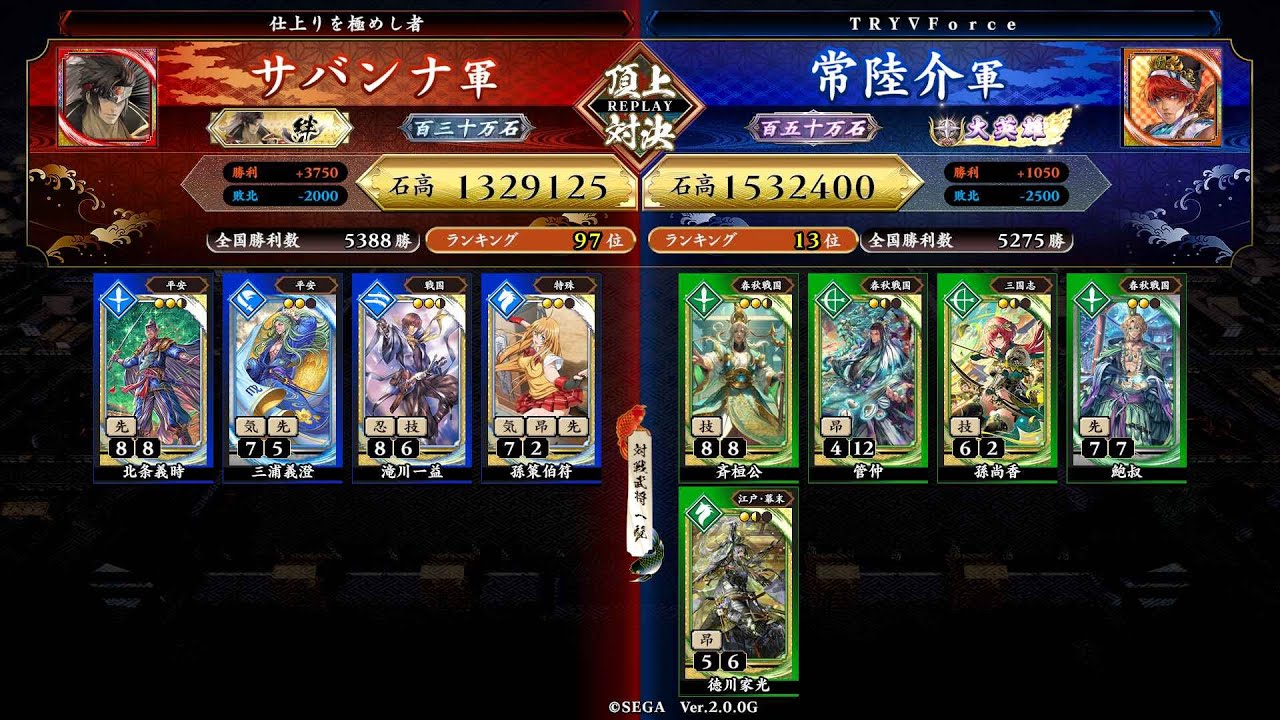 仕上りを極めし者
TRY∇Force
サバンナ軍
頂上
REPLAY
対決
常陸介軍
絆
百三十万石
百五十万石
大英雄
勝利 +3750
敗北 -2000
石高 1329125
石高 1532400
勝利 +1050
敗北 -2500
全国勝利数 5388勝
ランキング 97位
ランキング 13位
全国勝利数 5275勝
平安
先
8 8
北条義時
平安
気 先
7 5
三浦義澄
戦国
忍 技
8 6
滝川一益
特殊
気 昂 先
7 2
孫策伯符
対戦武将一覧
春秋戦国
技
8 8
斉桓公
春秋戦国
昂
4 12
管仲
三国志
技
6 2
孫尚香
春秋戦国
先
7 7
鮑叔
江戸・幕末
昂
5 6
徳川家光
©SEGA Ver.2.0.0G